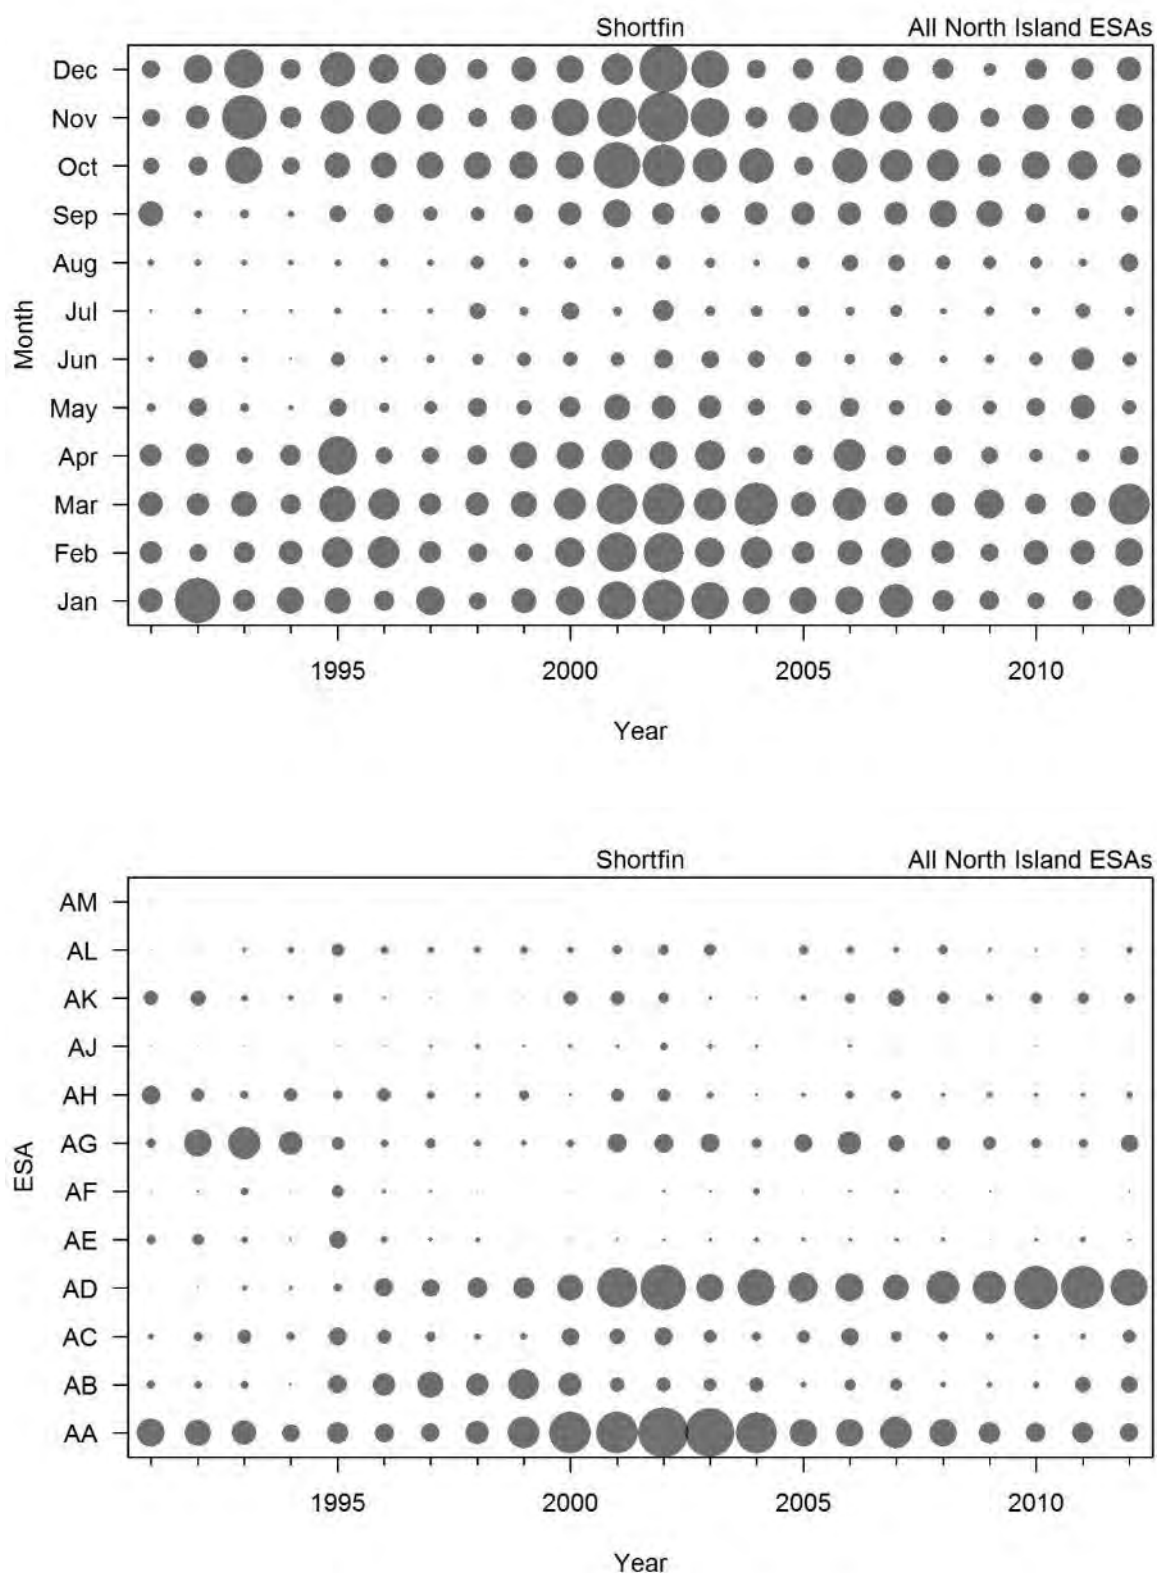 Shortfin All North Island ESAs
Dec
Nov
Oct
Sep
Aug
Jul
Jun
May
Apr
Mar
Feb
Jan
Month
1995 2000 2005 2010
Year
Shortfin All North Island ESAs
AM
AL
AK
AJ
AH
AG
AF
AE
AD
AC
AB
AA
ESA
1995 2000 2005 2010
Year